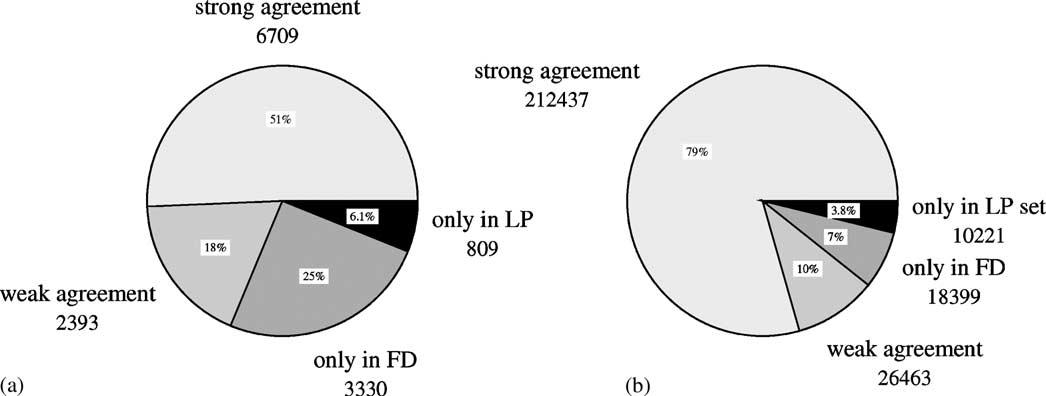 strong agreement
6709
51%
6.1%
only in LP
809
18%
25%
weak agreement
2393
only in FD
3330
(a)
strong agreement
212437
79%
3.8%
only in LP set
10221
7%
only in FD
18399
10%
weak agreement
26463
(b)